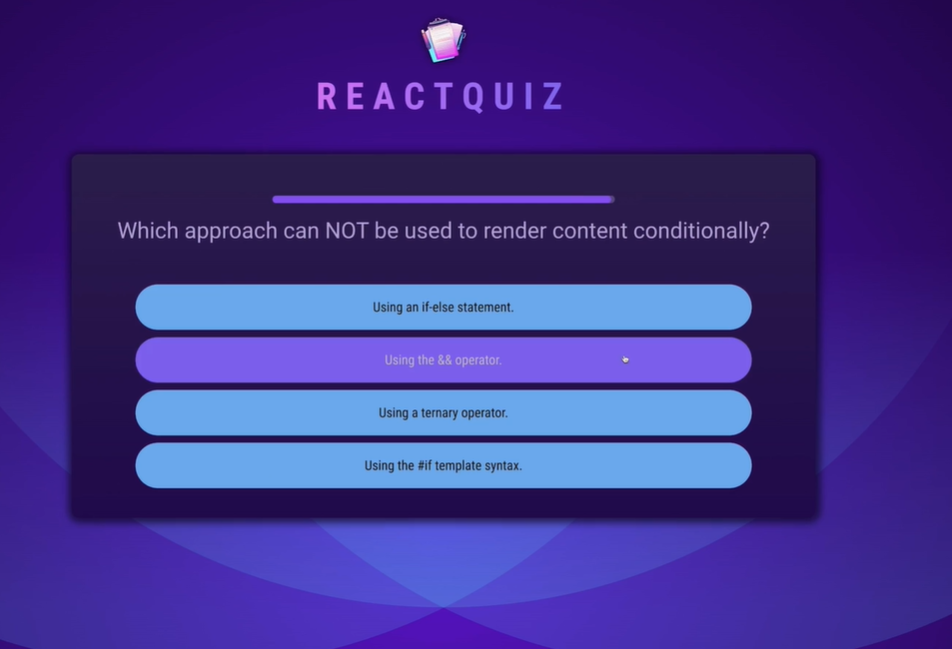 REACTQUIZ
Which approach can NOT be used to render content conditionally?
Using an if-else statement.
Using the && operator.
Using a ternary operator.
Using the #if template syntax.